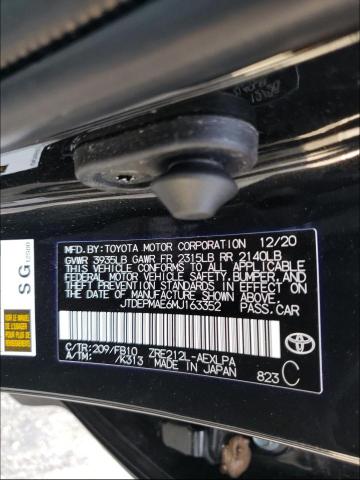 MFD.BY:TOYOTA MOTOR CORPORATION 12/20
GVWR 3935LB GAWR FR 2315LB RR 2140LB
THIS VEHICLE CONFORMS TO ALL APPLICABLE
FEDERAL MOTOR VEHICLE SAFETY,BUMPER,AND
THEFT PREVENTION STANDARDS IN EFFECT ON
THE DATE OF MANUFACTURE SHOWN ABOVE.
JTDEPMAE6MJ163352 PASS.CAR
C/TR:209/FB10 ZRE212L-AEXLPA
A/TM: /K313 MADE IN JAPAN 823 C
TOYOTA
SG